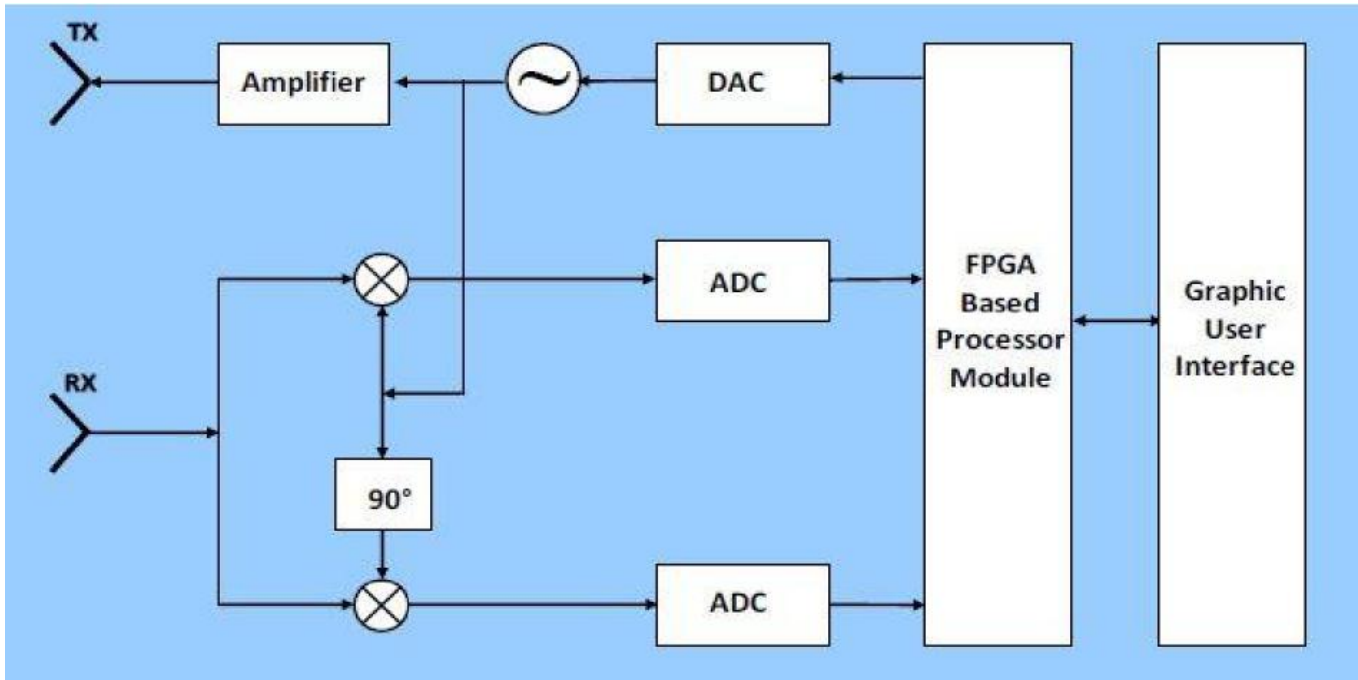 TX
Amplifier
DAC
ADC
FPGA
Based
Processor
Module
Graphic
User
Interface
RX
90°
ADC